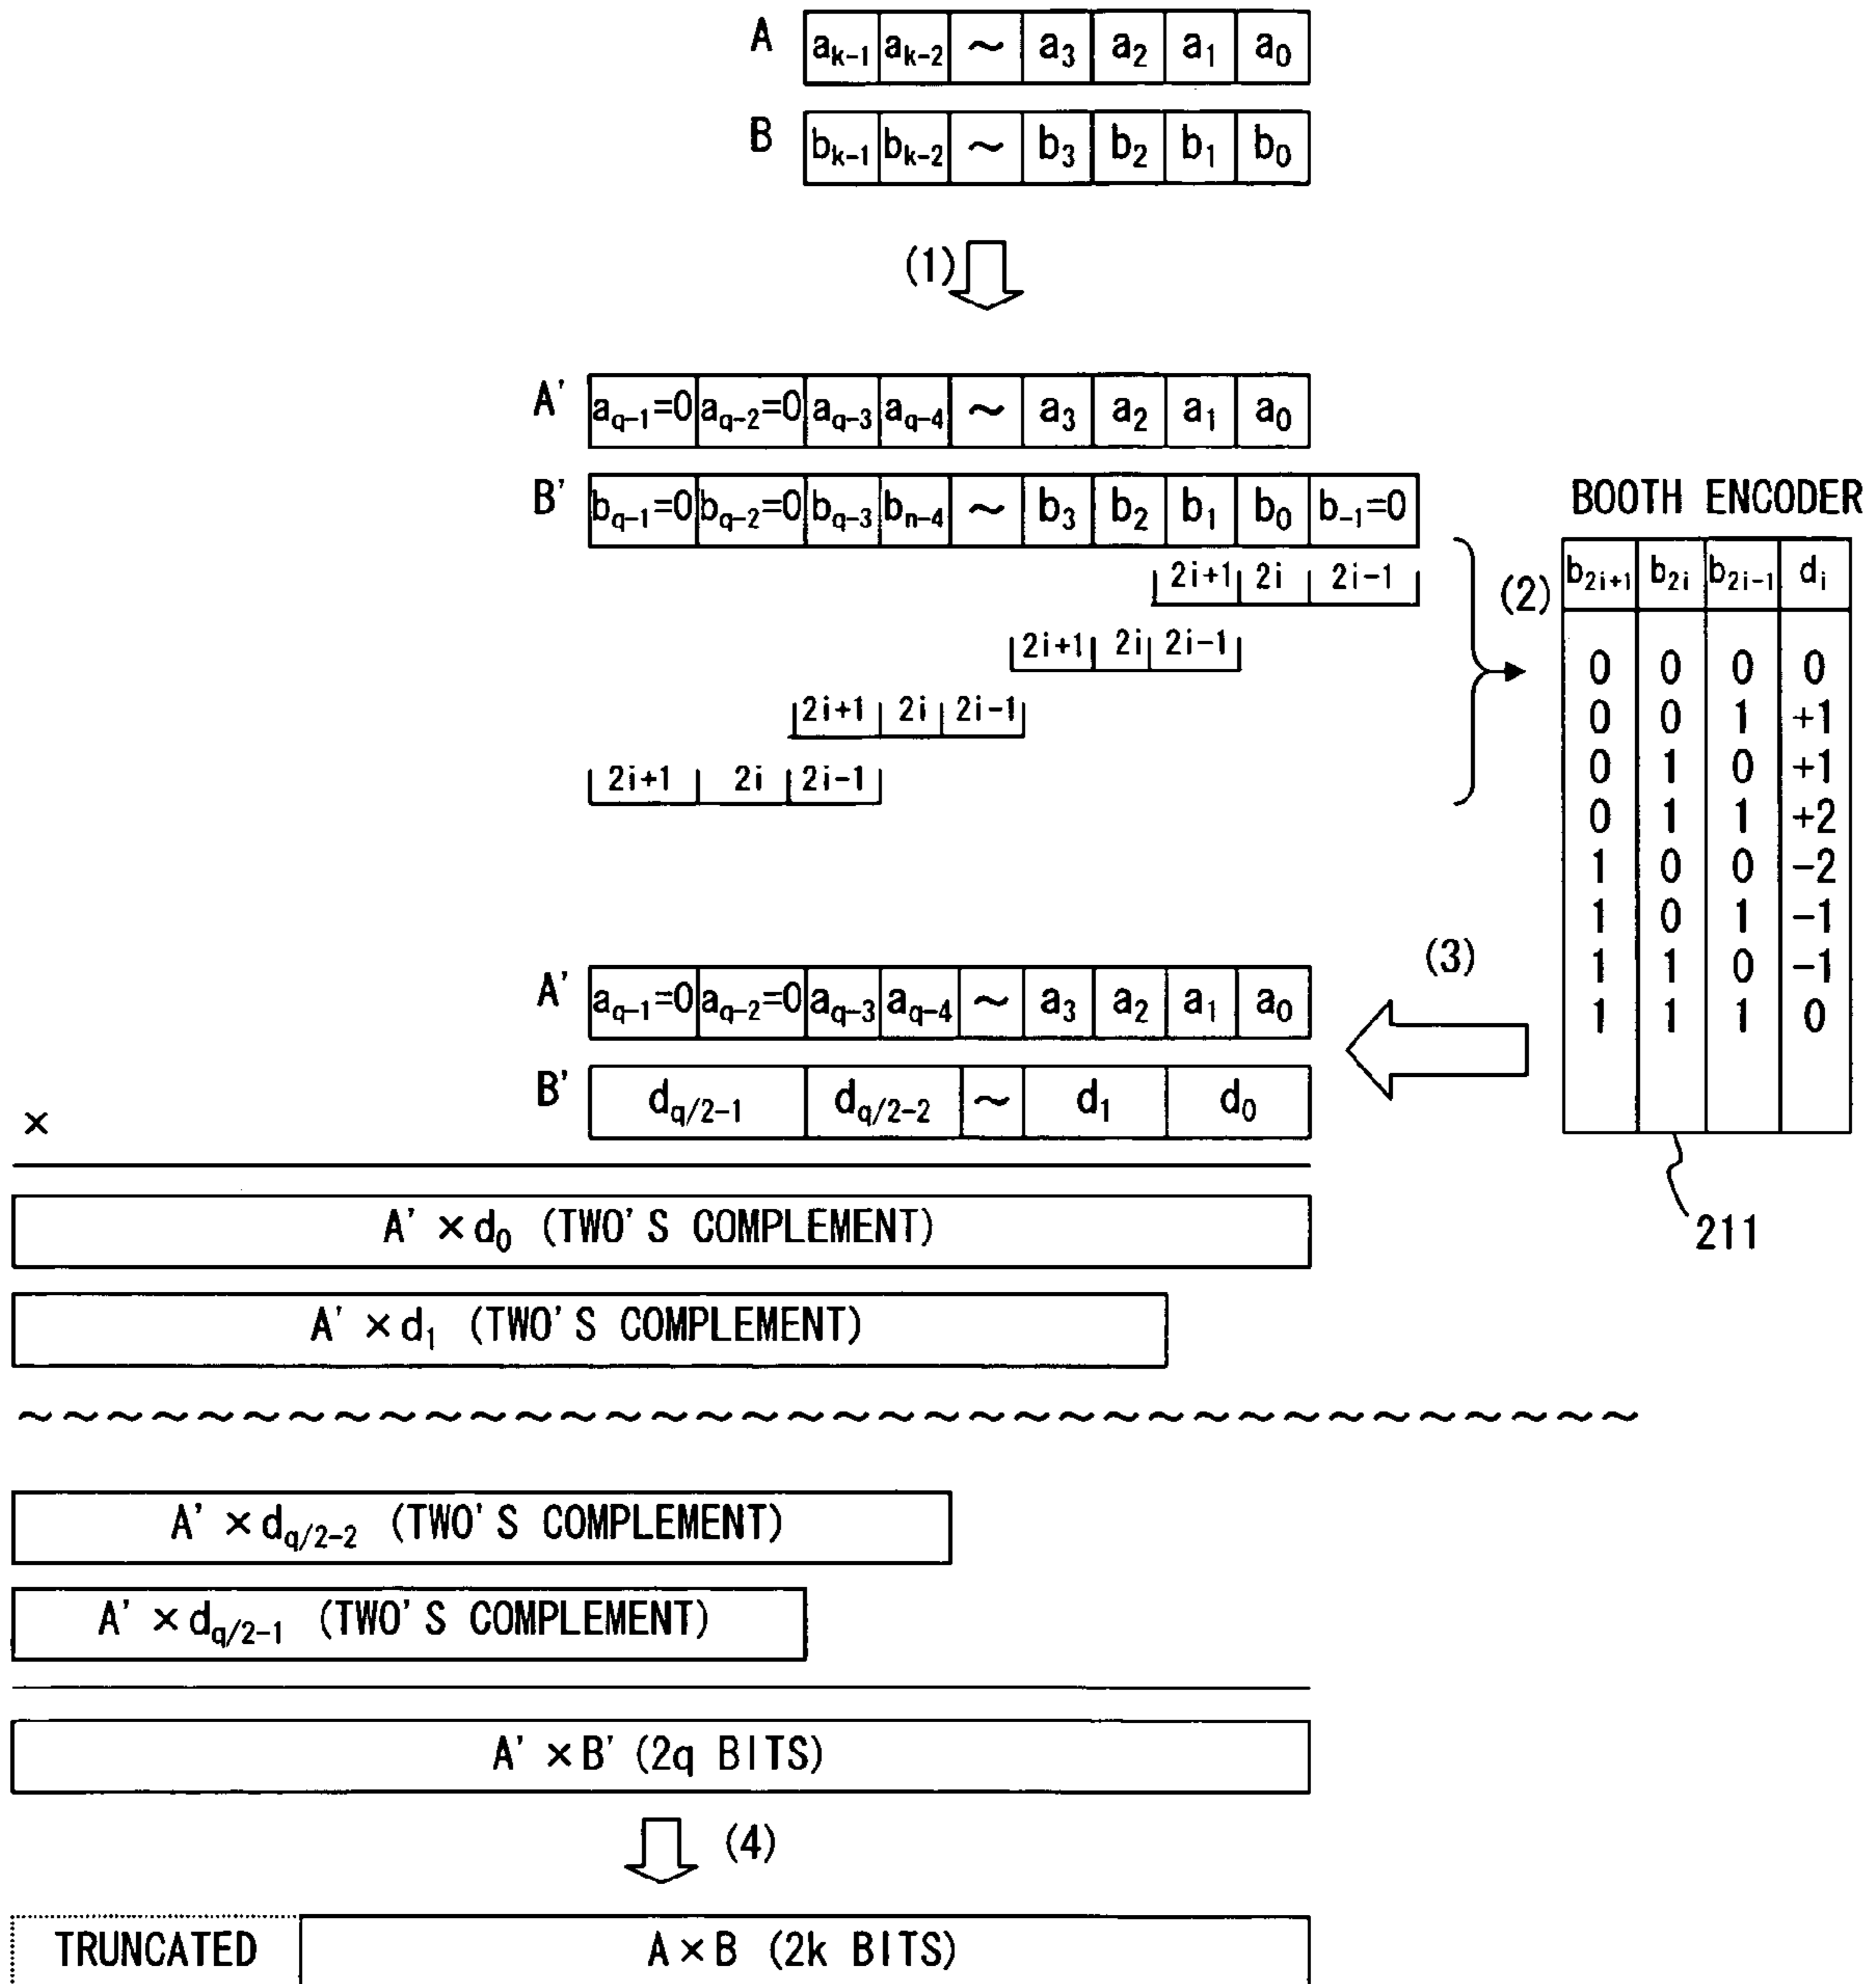 A a_{k-1} a_{k-2} ~ a_3 a_2 a_1 a_0
B b_{k-1} b_{k-2} ~ b_3 b_2 b_1 b_0
(1)
A' a_{q-1}=0 a_{q-2}=0 a_{q-3} a_{q-4} ~ a_3 a_2 a_1 a_0
B' b_{q-1}=0 b_{q-2}=0 b_{q-3} b_{n-4} ~ b_3 b_2 b_1 b_0 b_{-1}=0
2i+1 2i 2i-1
2i+1 2i 2i-1
2i+1 2i 2i-1
2i+1 2i 2i-1
(2)
BOOTH ENCODER
b_{2i+1} b_{2i} b_{2i-1} d_i
0 0 0 0
0 0 1 +1
0 1 0 +1
0 1 1 +2
1 0 0 -2
1 0 1 -1
1 1 0 -1
1 1 1 0
211
(3)
A' a_{q-1}=0 a_{q-2}=0 a_{q-3} a_{q-4} ~ a_3 a_2 a_1 a_0
× B' d_{q/2-1} d_{q/2-2} ~ d_1 d_0
A' × d_0 (TWO'S COMPLEMENT)
A' × d_1 (TWO'S COMPLEMENT)
~~~~~~~~~~~~~~~~~~~~~~~~~~~~~~~~~~~~
A' × d_{q/2-2} (TWO'S COMPLEMENT)
A' × d_{q/2-1} (TWO'S COMPLEMENT)
A' × B' (2q BITS)
(4)
TRUNCATED A × B (2k BITS)